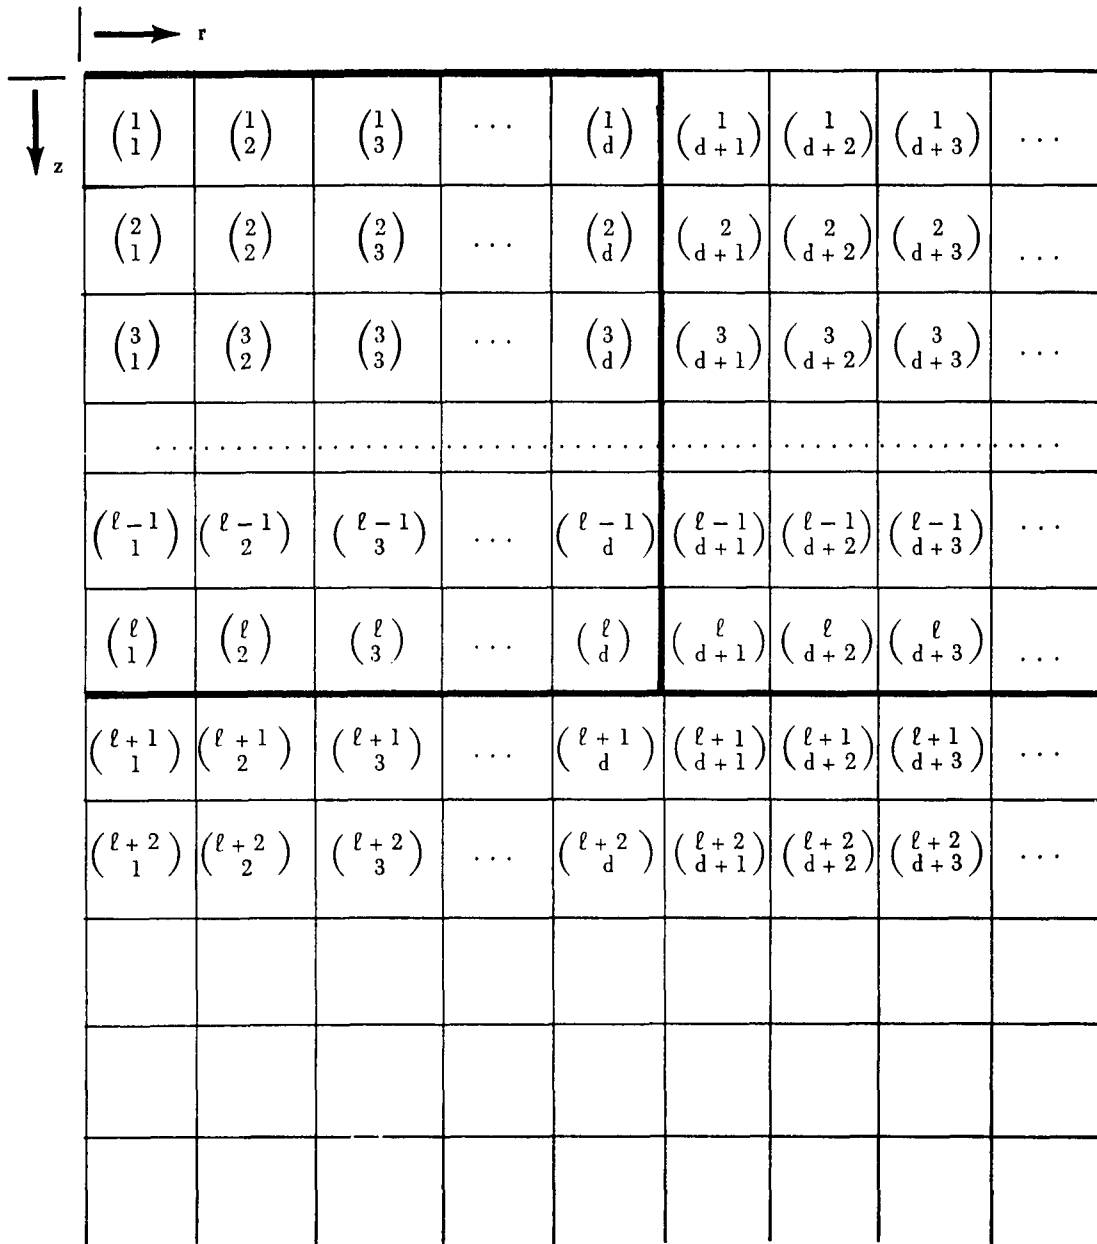 r
z
(1 1) (1 2) (1 3) ... (1 d) (1 d + 1) (1 d + 2) (1 d + 3) ...
(2 1) (2 2) (2 3) ... (2 d) (2 d + 1) (2 d + 2) (2 d + 3) ...
(3 1) (3 2) (3 3) ... (3 d) (3 d + 1) (3 d + 2) (3 d + 3) ...
. . . . . . . . . . . . . . . . . . . . . . . . . . . . . . . . . . . . . . . . . . . . . . . . . .
(ℓ – 1 1) (ℓ – 1 2) (ℓ – 1 3) ... (ℓ – 1 d) (ℓ – 1 d + 1) (ℓ – 1 d + 2) (ℓ – 1 d + 3) ...
(ℓ 1) (ℓ 2) (ℓ 3) ... (ℓ d) (ℓ d + 1) (ℓ d + 2) (ℓ d + 3) ...
(ℓ + 1 1) (ℓ + 1 2) (ℓ + 1 3) ... (ℓ + 1 d) (ℓ + 1 d + 1) (ℓ + 1 d + 2) (ℓ + 1 d + 3) ...
(ℓ + 2 1) (ℓ + 2 2) (ℓ + 2 3) ... (ℓ + 2 d) (ℓ + 2 d + 1) (ℓ + 2 d + 2) (ℓ + 2 d + 3) ...